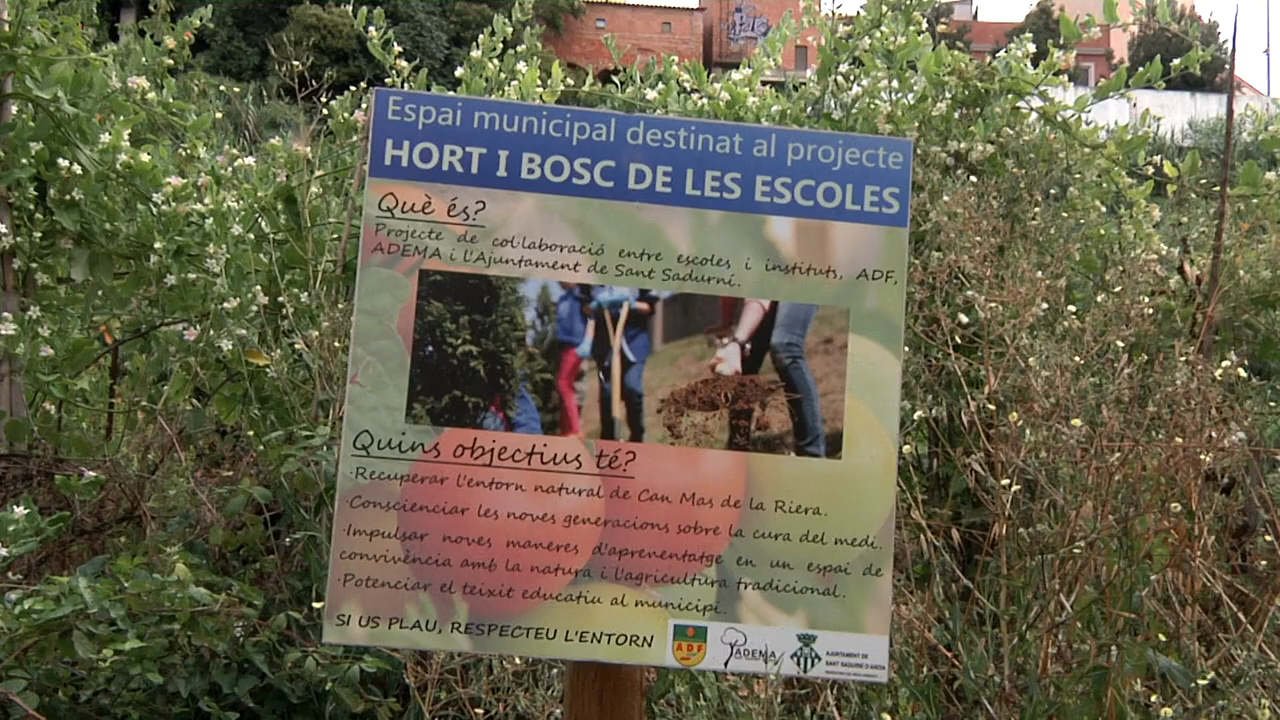 Espai municipal destinat al projecte
HORT I BOSC DE LES ESCOLES
Què és?
Projecte de col·laboració entre escoles i instituts, ADF,
ADEMA i l'Ajuntament de Sant Sadurní.
Quins objectius té?
·Recuperar l'entorn natural de Can Mas de la Riera.
·Conscienciar les noves generacions sobre la cura del medi.
·Impulsar noves maneres d'aprenentatge en un espai de
convivència amb la natura i l'agricultura tradicional.
·Potenciar el teixit educatiu al municipi.
SI US PLAU, RESPECTEU L'ENTORN
ADF
ADEMA
AJUNTAMENT DE
SANT SADURNÍ D'ANOIA